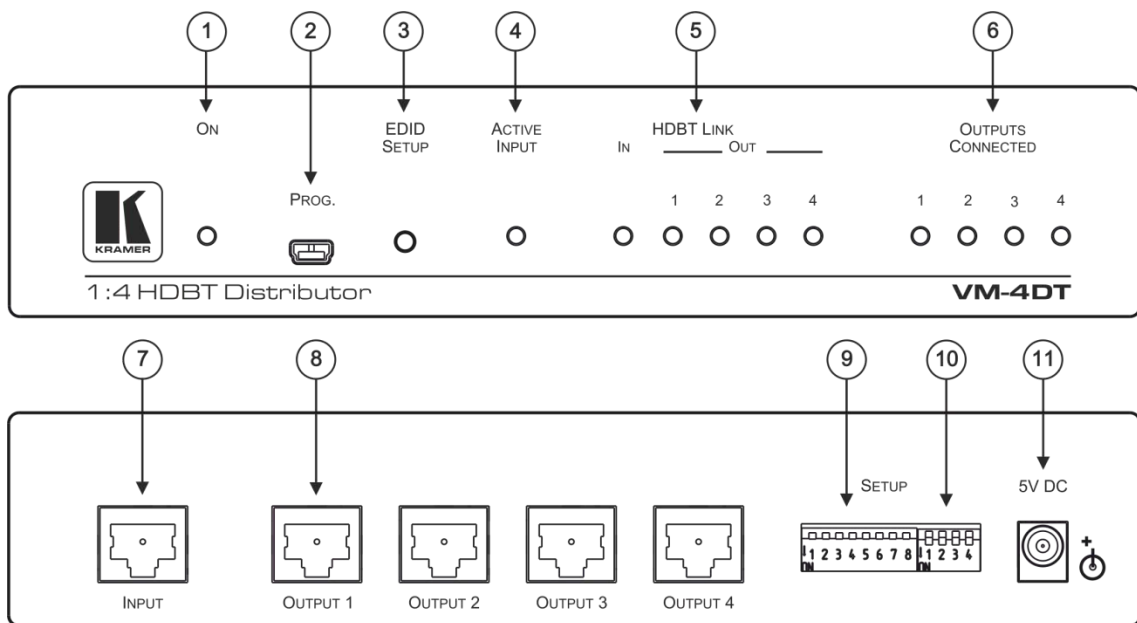 1 2 3 4 5 6
ON EDID SETUP ACTIVE INPUT HDBT LINK OUTPUTS CONNECTED
IN OUT
PROG.
1 2 3 4 1 2 3 4
K
KRAMER
1:4 HDBT Distributor VM-4DT
7 8 9 10 11
SETUP 5V DC
1 2 3 4 5 6 7 8 1 2 3 4
ON ON
+
INPUT OUTPUT 1 OUTPUT 2 OUTPUT 3 OUTPUT 4